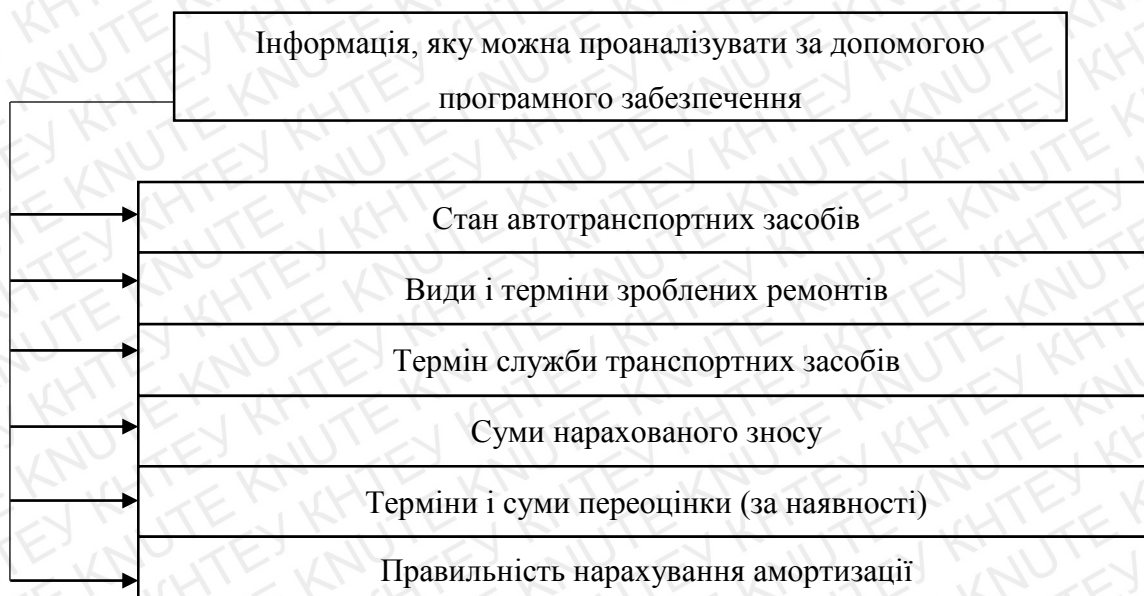 Інформація, яку можна проаналізувати за допомогою
програмного забезпечення
Стан автотранспортних засобів
Види і терміни зроблених ремонтів
Термін служби транспортних засобів
Суми нарахованого зносу
Терміни і суми переоцінки (за наявності)
Правильність нарахування амортизації